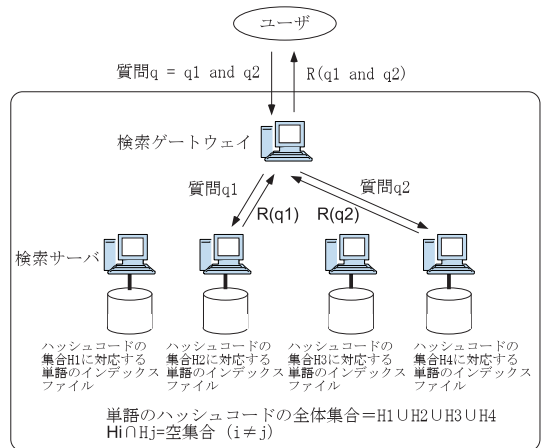 ユーザ
質問q = q1 and q2
R(q1 and q2)
検索ゲートウェイ
質問q1
質問q2
R(q1)
R(q2)
検索サーバ
ハッシュコードの
集合H1に対応する
単語のインデックス
ファイル
ハッシュコードの
集合H2に対応する
単語のインデックス
ファイル
ハッシュコードの
集合H3に対応する
単語のインデックス
ファイル
ハッシュコードの
集合H4に対応する
単語のインデックス
ファイル
単語のハッシュコードの全体集合=H1∪H2∪H3∪H4
Hi∩Hj=空集合 (i≠j)